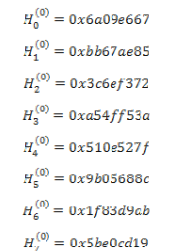 H₀⁽⁰⁾ = 0x6a09e667
H₁⁽⁰⁾ = 0xbb67ae85
H₂⁽⁰⁾ = 0x3c6ef372
H₃⁽⁰⁾ = 0xa54ff53a
H₄⁽⁰⁾ = 0x510e527f
H₅⁽⁰⁾ = 0x9b05688c
H₆⁽⁰⁾ = 0x1f83d9ab
H₇⁽⁰⁾ = 0x5be0cd19